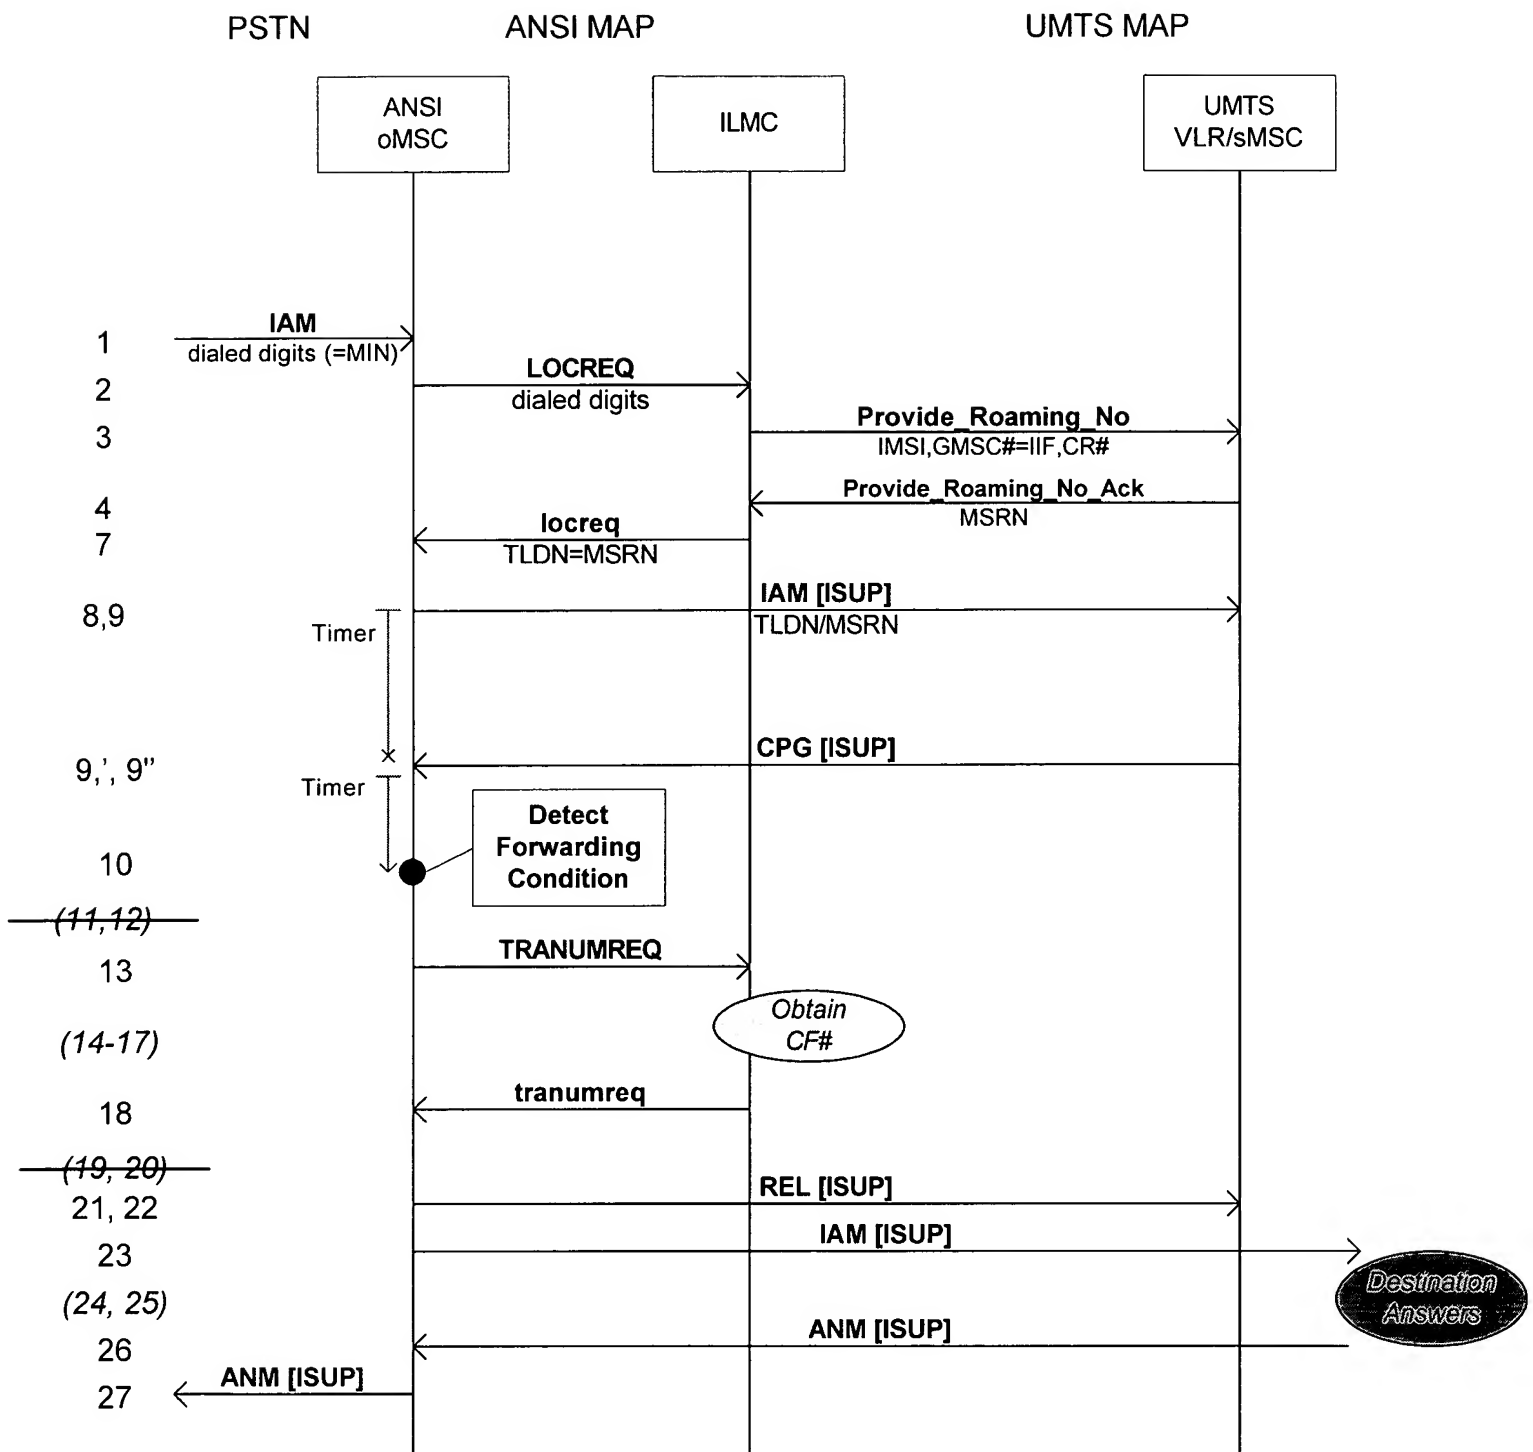 PSTN ANSI MAP UMTS MAP
ANSI
oMSC
ILMC
UMTS
VLR/sMSC
1
IAM
dialed digits (=MIN)
2
LOCREQ
dialed digits
3
Provide_Roaming_No
IMSI,GMSC#=IIF,CR#
4
Provide_Roaming_No_Ack
MSRN
7
locreq
TLDN=MSRN
8,9
IAM [ISUP]
TLDN/MSRN
Timer
9,', 9"
CPG [ISUP]
Timer
Detect
Forwarding
Condition
10
(11,12)
13
TRANUMREQ
(14-17)
Obtain
CF#
18
tranumreq
(19, 20)
21, 22
REL [ISUP]
23
IAM [ISUP]
(24, 25)
Destination
Answers
26
ANM [ISUP]
27
ANM [ISUP]